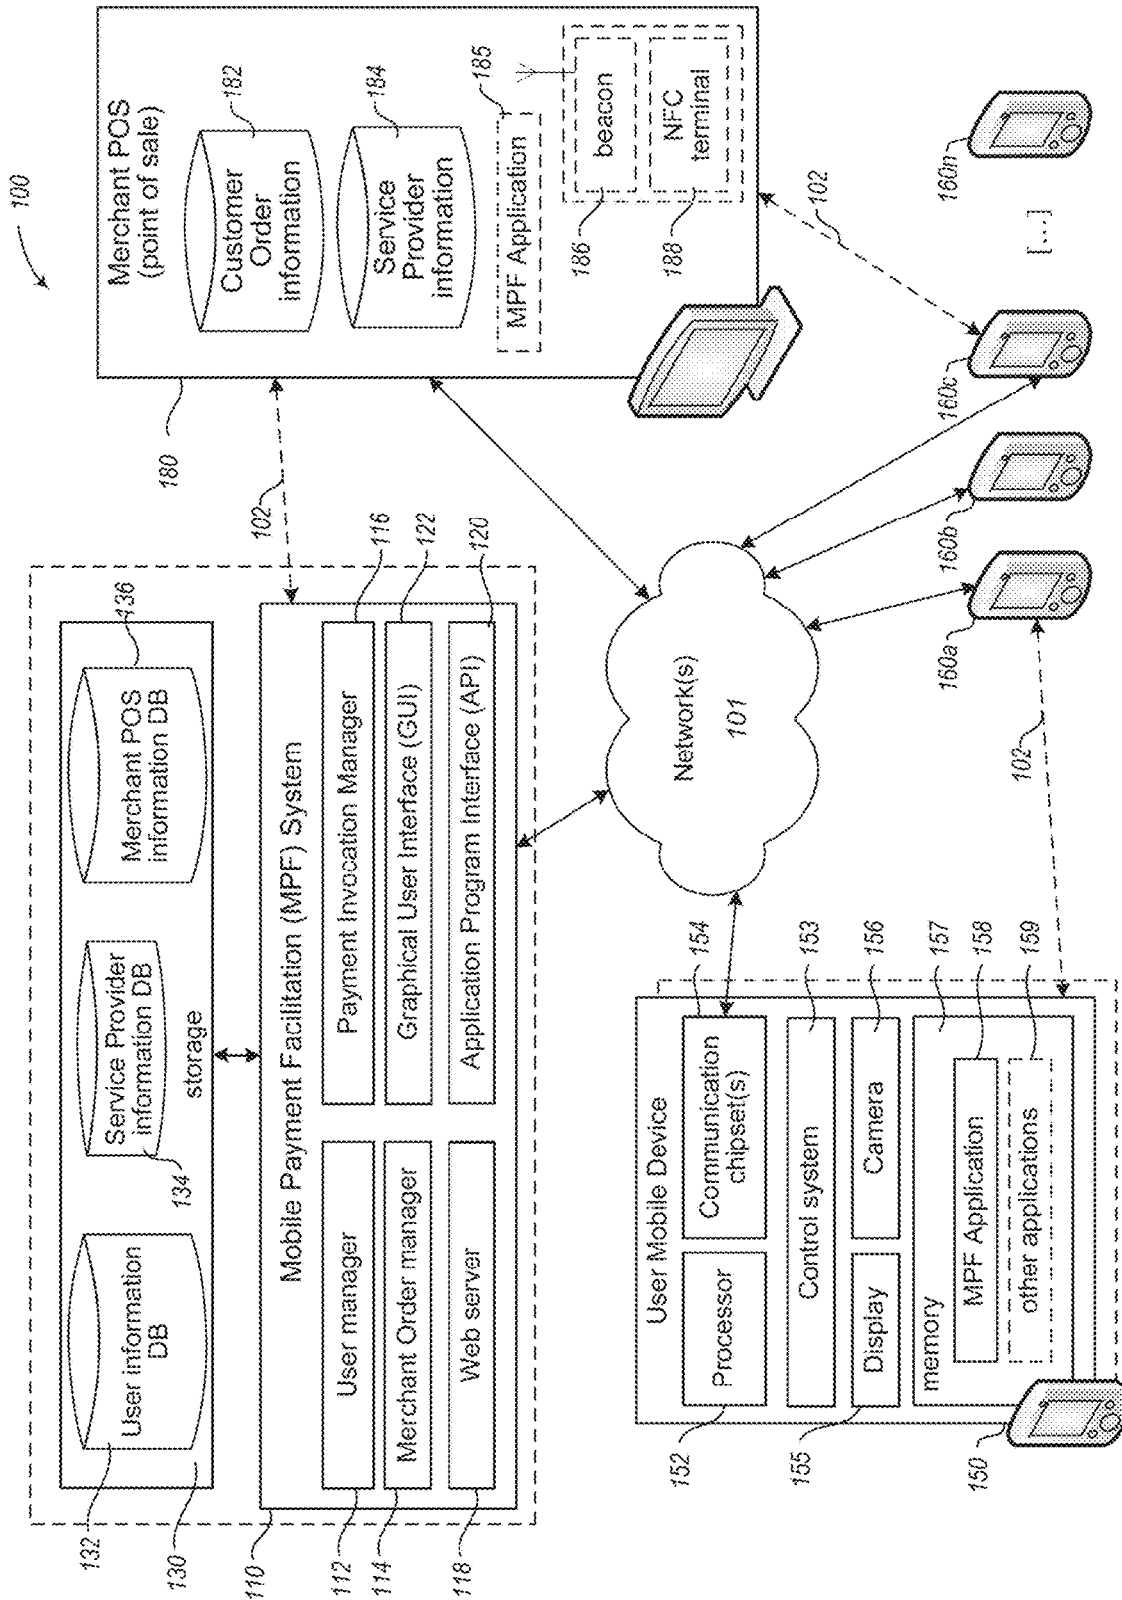 100
136
User information
DB
Service Provider
information DB
Merchant POS
information DB
132
134
storage
130
Mobile Payment Facilitation (MPF) System
110
User manager
Payment Invocation Manager
112
116
Merchant Order manager
Graphical User Interface (GUI)
114
122
Web server
Application Program Interface (API)
118
120
102
Merchant POS
(point of sale)
180
Customer
Order
information
182
Service
Provider
information
184
MPF Application
185
beacon
186
NFC
terminal
188
Network(s)
101
102
User Mobile Device
Processor
Communication
chipset(s)
152
154
Control system
153
Display
Camera
155
156
memory
157
MPF Application
158
other applications
159
150
102
160a
160b
160c
[...]
160n